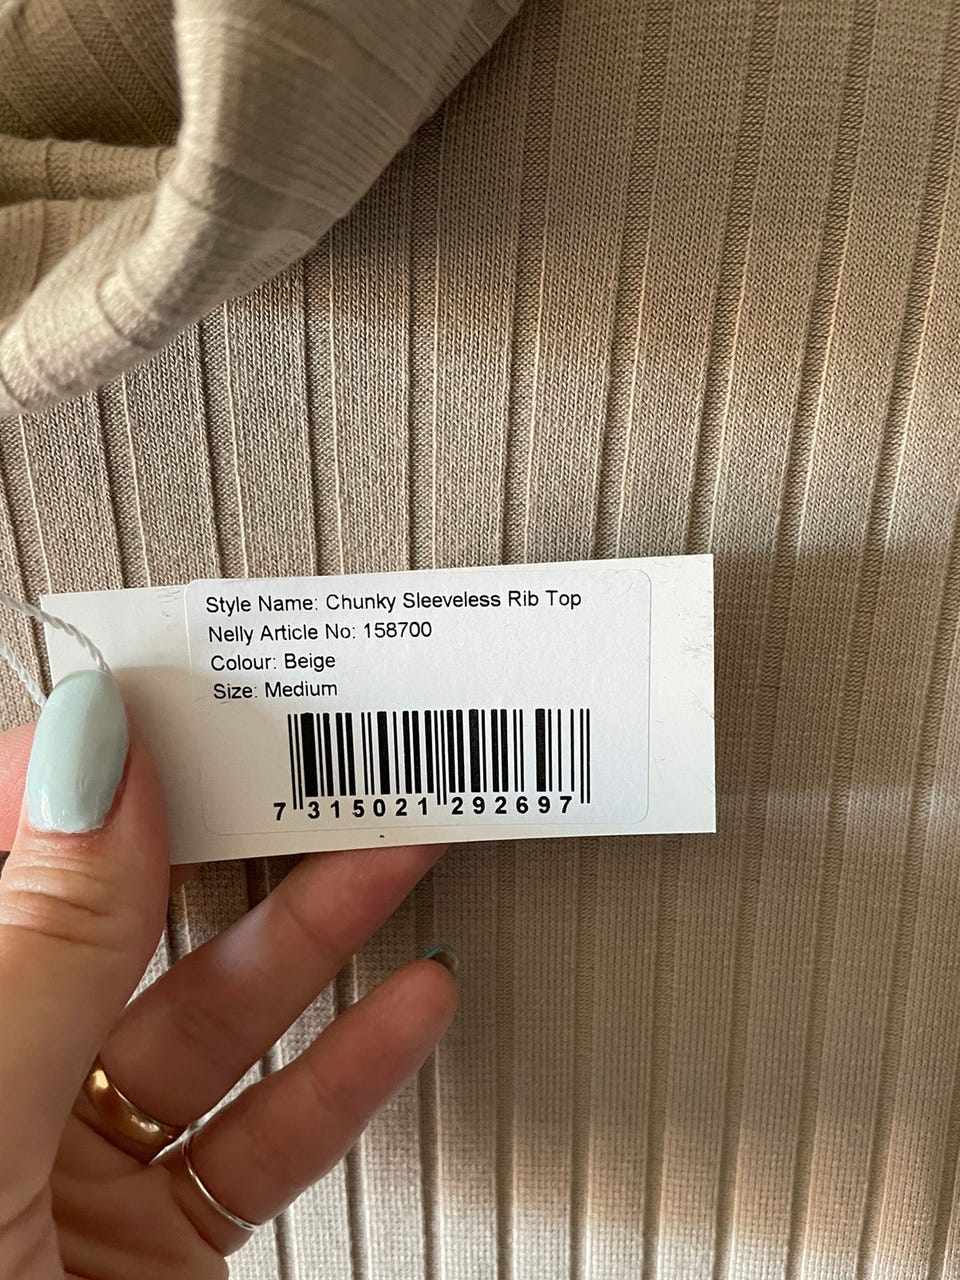 Style Name: Chunky Sleeveless Rib Top
Nelly Article No: 158700
Colour: Beige
Size: Medium
7 315021 292697